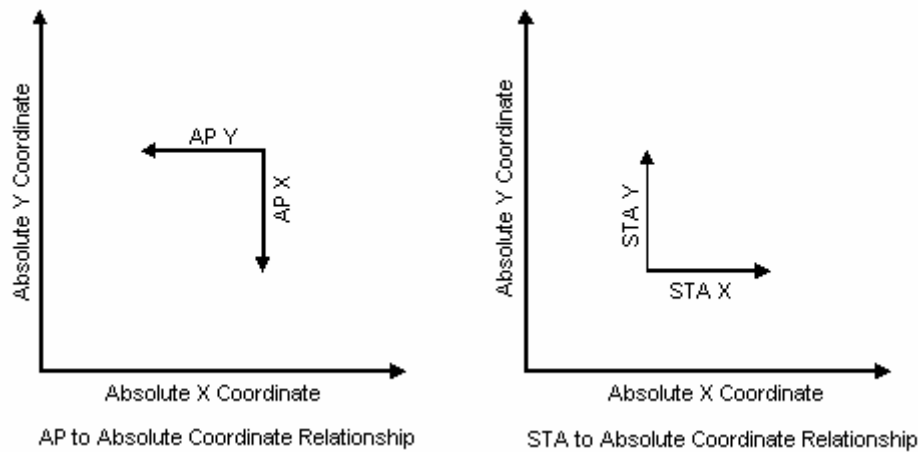 Absolute Y Coordinate
AP Y
AP X
Absolute X Coordinate
AP to Absolute Coordinate Relationship
Absolute Y Coordinate
STA Y
STA X
Absolute X Coordinate
STA to Absolute Coordinate Relationship